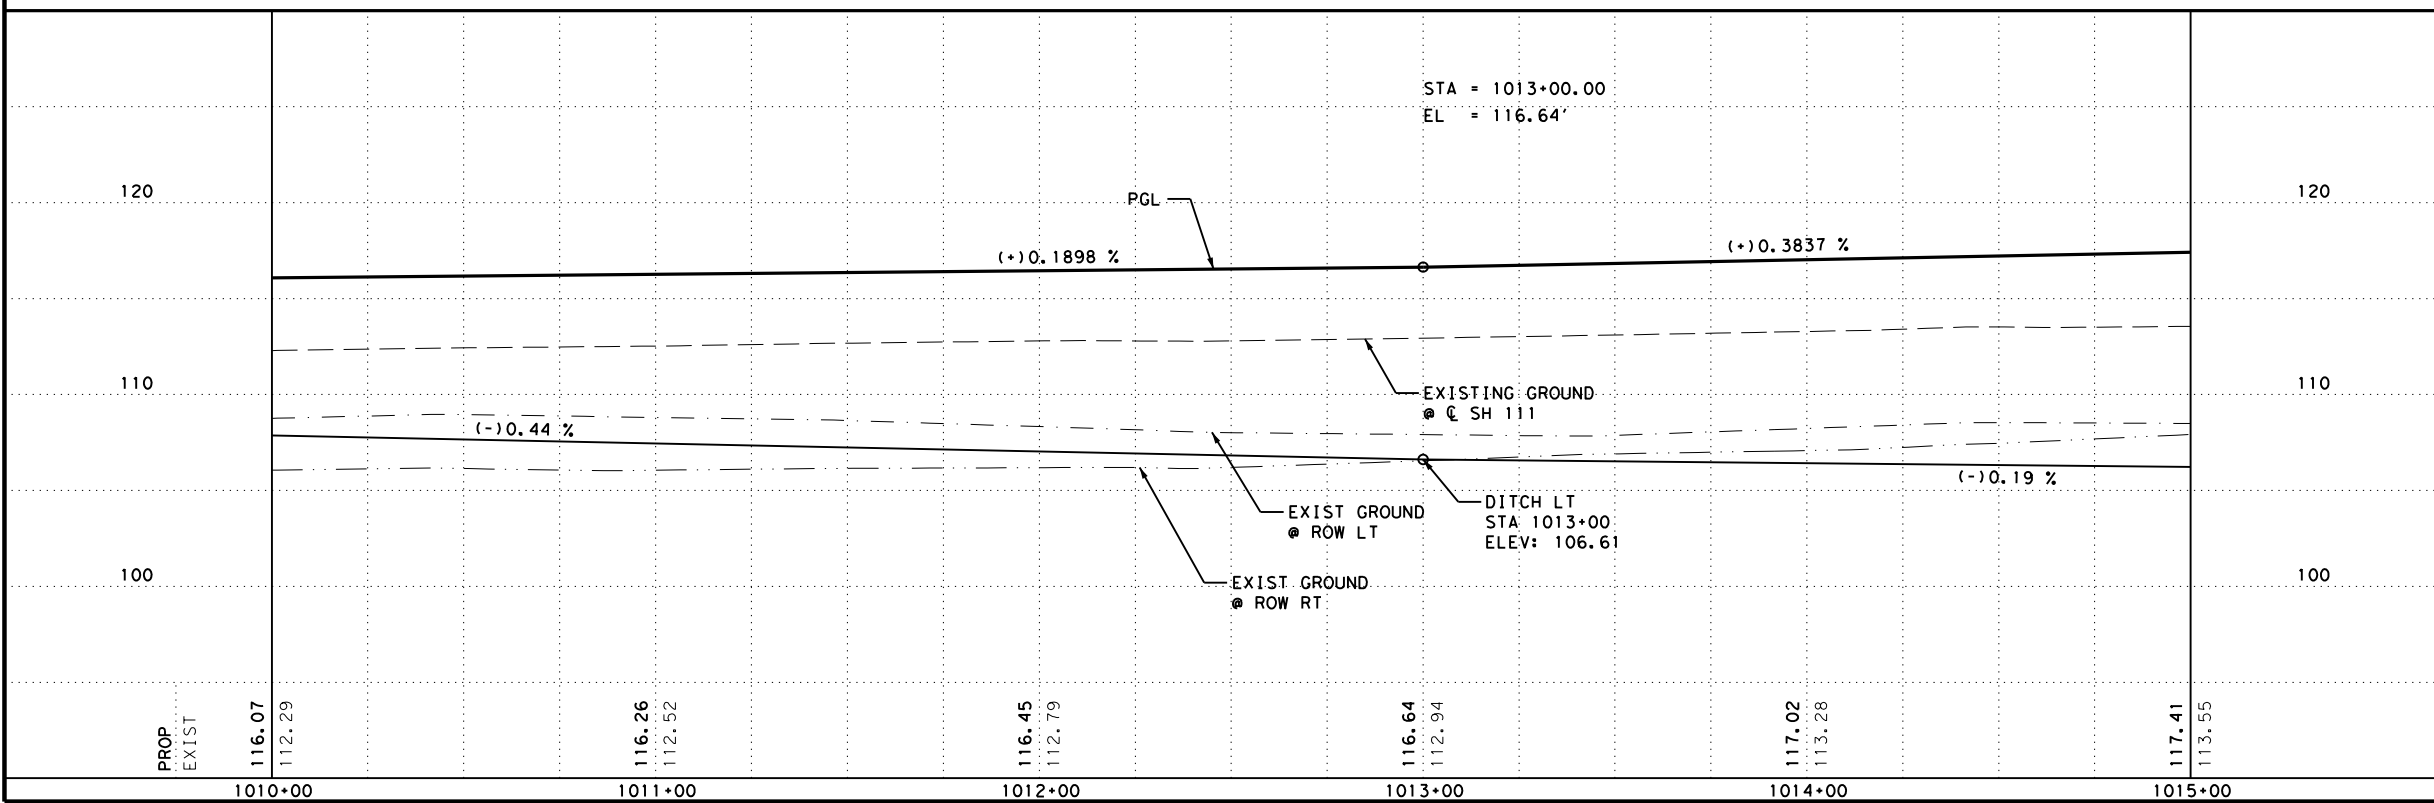 STA = 1013+00.00
EL = 116.64'
120
120
PGL
(+)0.1898 %
(+)0.3837 %
110
110
EXISTING GROUND
@ ℄ SH 111
(-)0.44 %
(-)0.19 %
DITCH LT
STA 1013+00
ELEV: 106.61
EXIST GROUND
@ ROW LT
100
100
EXIST GROUND
@ ROW RT
PROP
EXIST
116.07
112.29
116.26
112.52
116.45
112.79
116.64
112.94
117.02
113.28
117.41
113.55
1010+00
1011+00
1012+00
1013+00
1014+00
1015+00